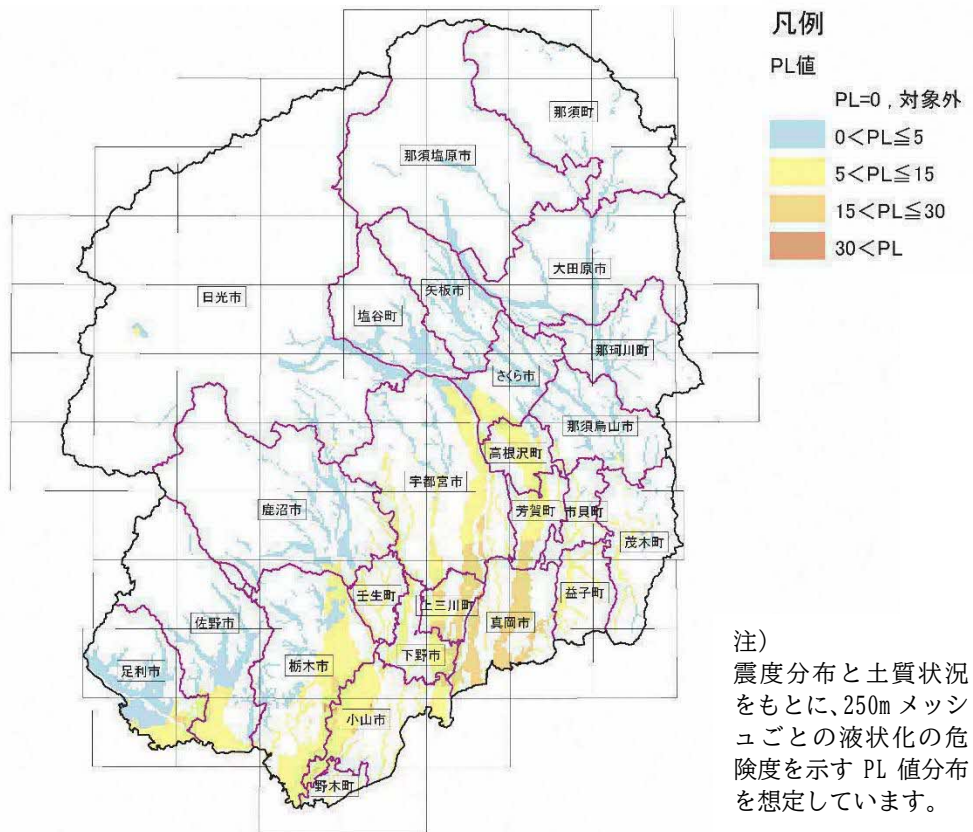 凡例
PL値
PL=0 , 対象外
0<PL≦5
5<PL≦15
15<PL≦30
30<PL
那須町
那須塩原市
大田原市
日光市
矢板市
塩谷町
那珂川町
さくら市
那須烏山市
高根沢町
宇都宮市
鹿沼市
芳賀町
市貝町
茂木町
壬生町
上三川町
益子町
佐野市
真岡市
足利市
栃木市
下野市
小山市
野木町
注)
震度分布と土質状況
をもとに、250m メッシ
ュごとの液状化の危
険度を示す PL 値分布
を想定しています。